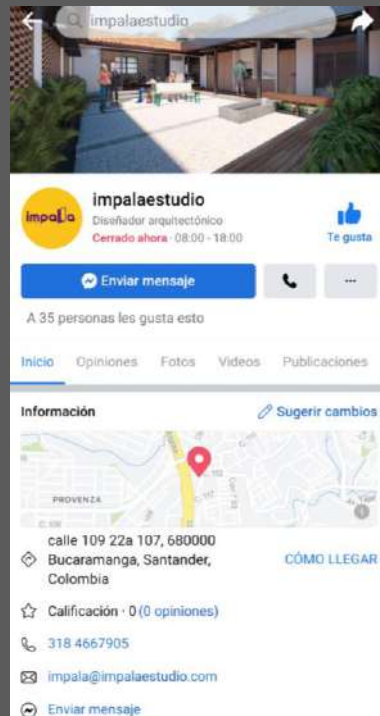 impalaestudio
impala
impalaestudio
Diseñador arquitectónico
Cerrado ahora · 08:00 - 18:00
Te gusta
Enviar mensaje
A 35 personas les gusta esto
Inicio
Opiniones
Fotos
Videos
Publicaciones
Información
Sugerir cambios
PROVENZA
calle 109 22a 107, 680000
Bucaramanga, Santander,
Colombia
CÓMO LLEGAR
Calificación · 0 (0 opiniones)
318 4667905
impala@impalaestudio.com
Enviar mensaje